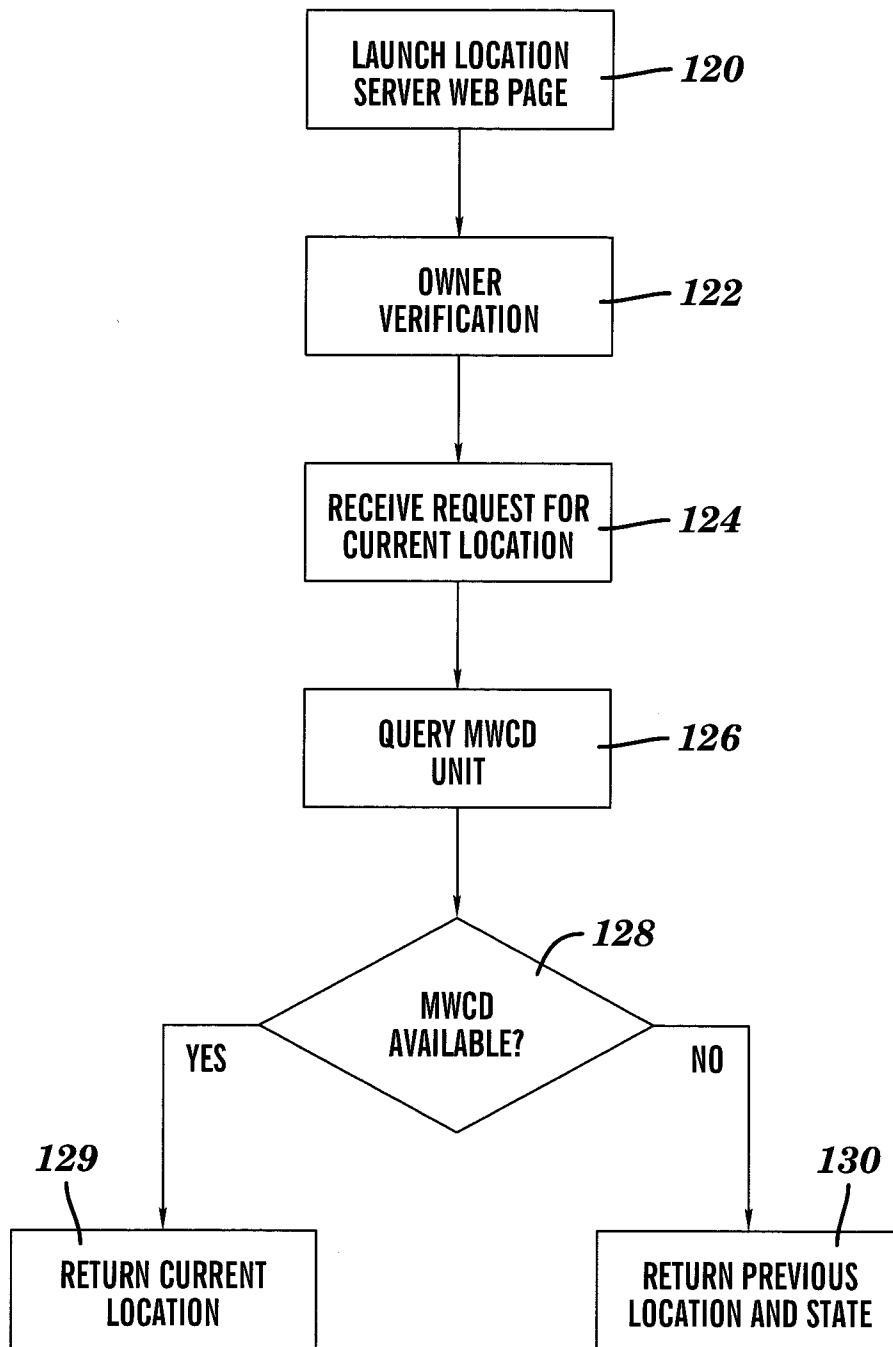 LAUNCH LOCATION
SERVER WEB PAGE
120
OWNER
VERIFICATION
122
RECEIVE REQUEST FOR
CURRENT LOCATION
124
QUERY MWCD
UNIT
126
128
MWCD
AVAILABLE?
YES
NO
129
RETURN CURRENT
LOCATION
130
RETURN PREVIOUS
LOCATION AND STATE